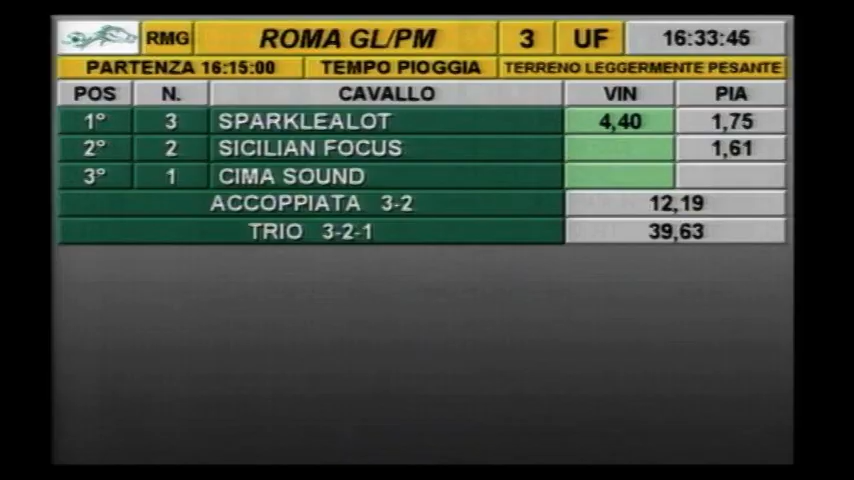 RMG ROMA GL/PM 3 UF 16:33:45
PARTENZA 16:15:00 TEMPO PIOGGIA TERRENO LEGGERMENTE PESANTE
POS N. CAVALLO VIN PIA
1° 3 SPARKLEALOT 4,40 1,75
2° 2 SICILIAN FOCUS 1,61
3° 1 CIMA SOUND
ACCOPPIATA 3-2 12,19
TRIO 3-2-1 39,63